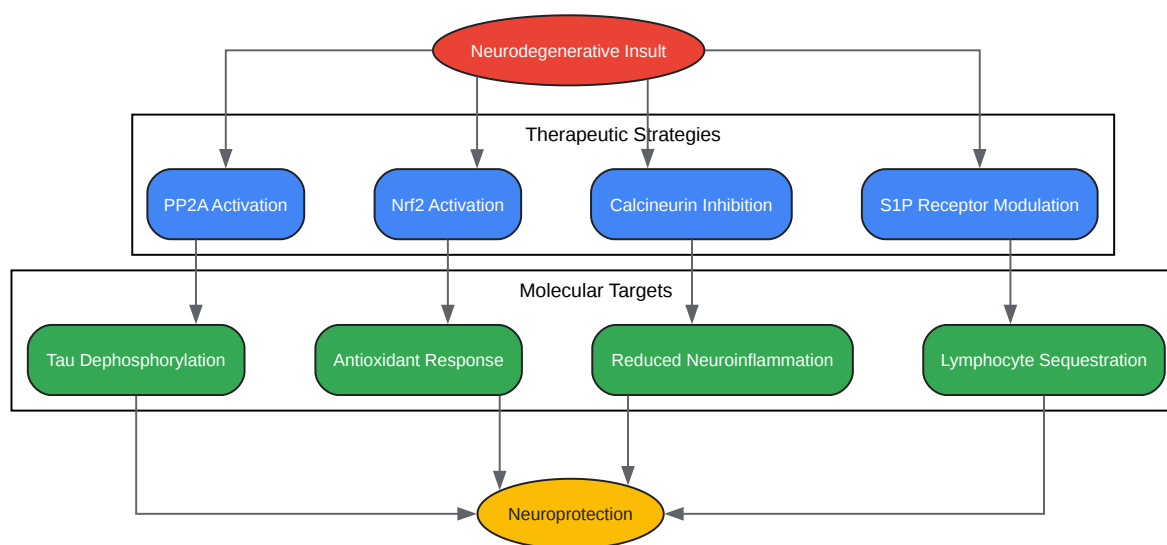 Neurodegenerative Insult
Therapeutic Strategies
PP2A Activation
Nrf2 Activation
Calcineurin Inhibition
S1P Receptor Modulation
Molecular Targets
Tau Dephosphorylation
Antioxidant Response
Reduced Neuroinflammation
Lymphocyte Sequestration
Neuroprotection